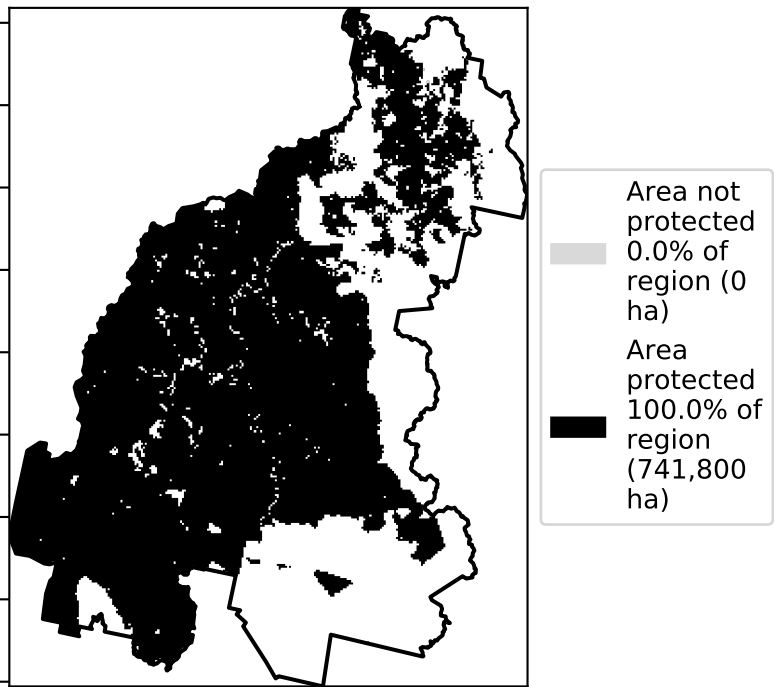 Area not
protected
0.0% of
region (0
ha)
Area
protected
100.0% of
region
(741,800
ha)